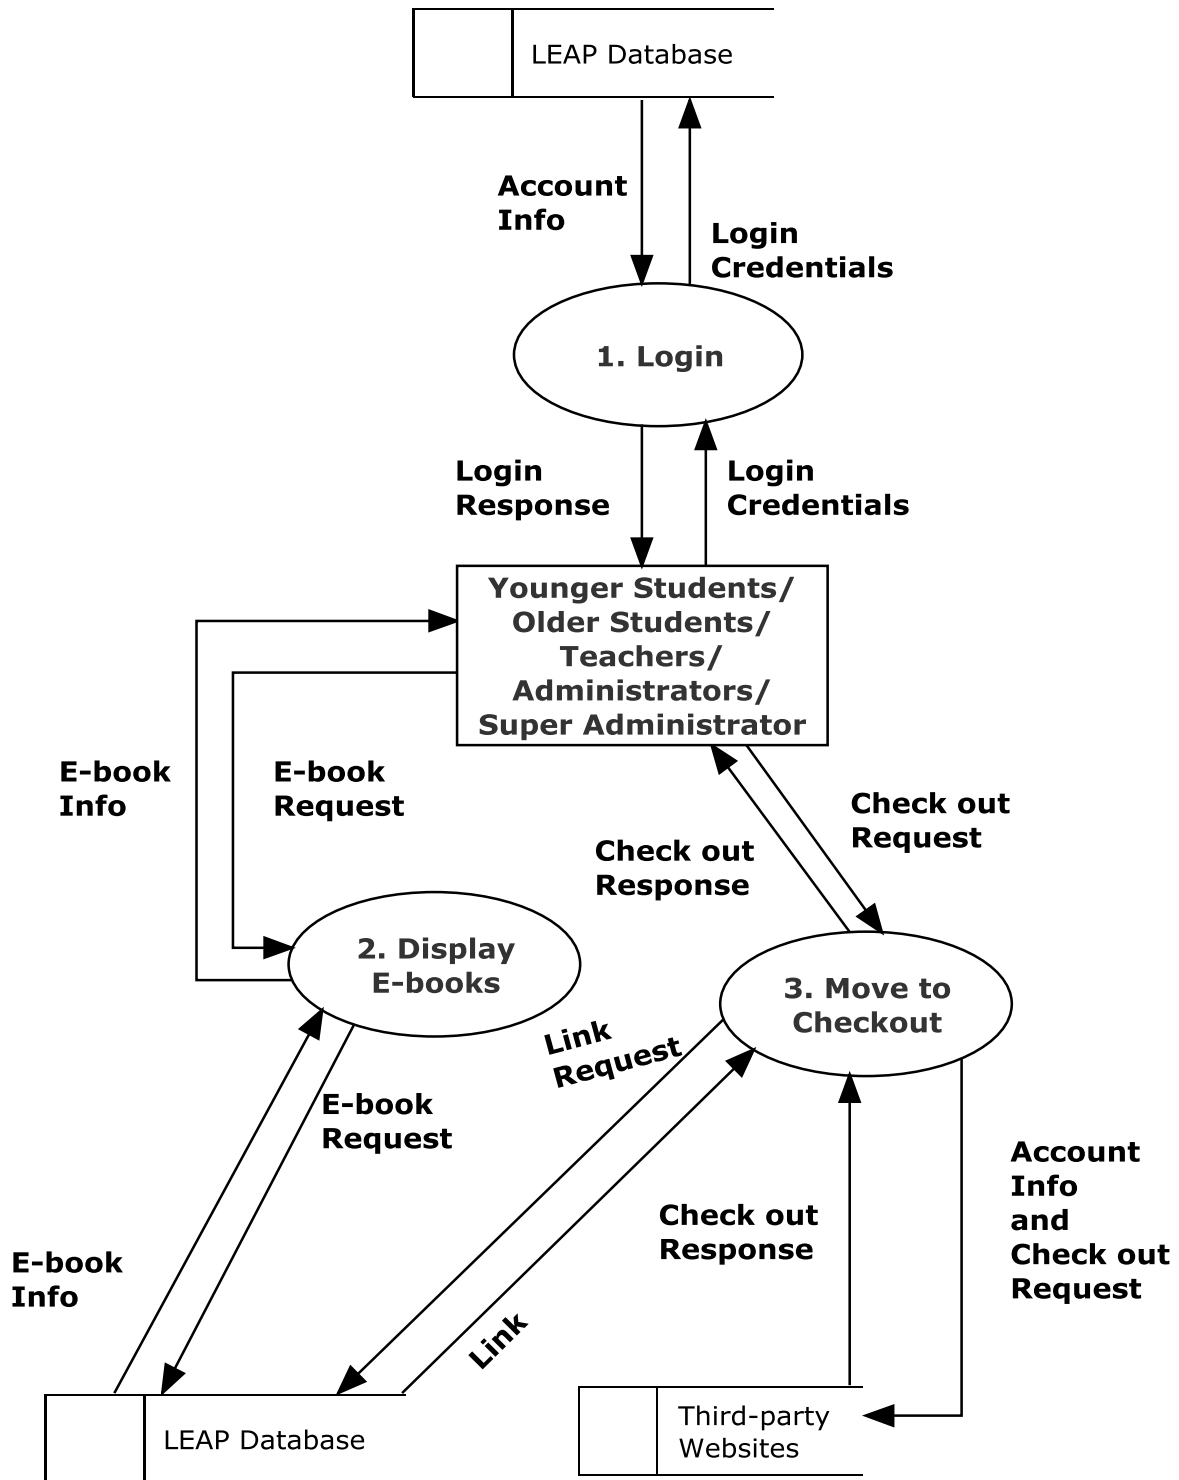 LEAP Database
Account
Info
Login
Credentials
1. Login
Login
Response
Login
Credentials
Younger Students/
Older Students/
Teachers/
Administrators/
Super Administrator
E-book
Info
E-book
Request
Check out
Request
Check out
Response
2. Display
E-books
3. Move to
Checkout
Link
Request
E-book
Request
Account
Info
and
Check out
Request
Check out
Response
E-book
Info
Link
LEAP Database
Third-party
Websites